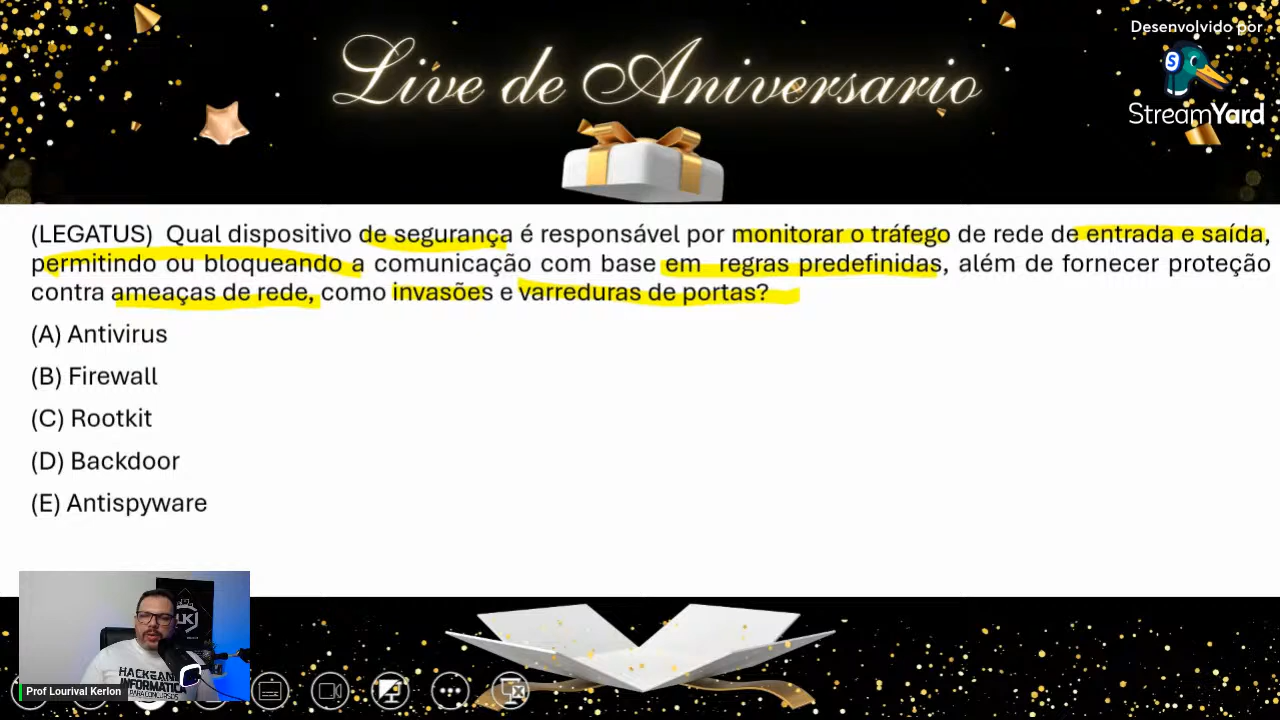 Desenvolvido por
Live de Aniversario
StreamYard
(LEGATUS) Qual dispositivo de segurança é responsável por monitorar o tráfego de rede de entrada e saída,
permitindo ou bloqueando a comunicação com base em regras predefinidas, além de fornecer proteção
contra ameaças de rede, como invasões e varreduras de portas?
(A) Antivirus
(B) Firewall
(C) Rootkit
(D) Backdoor
(E) Antispyware
HACKEANDO
INFORMÁTICA
Prof Lourival Kerlon